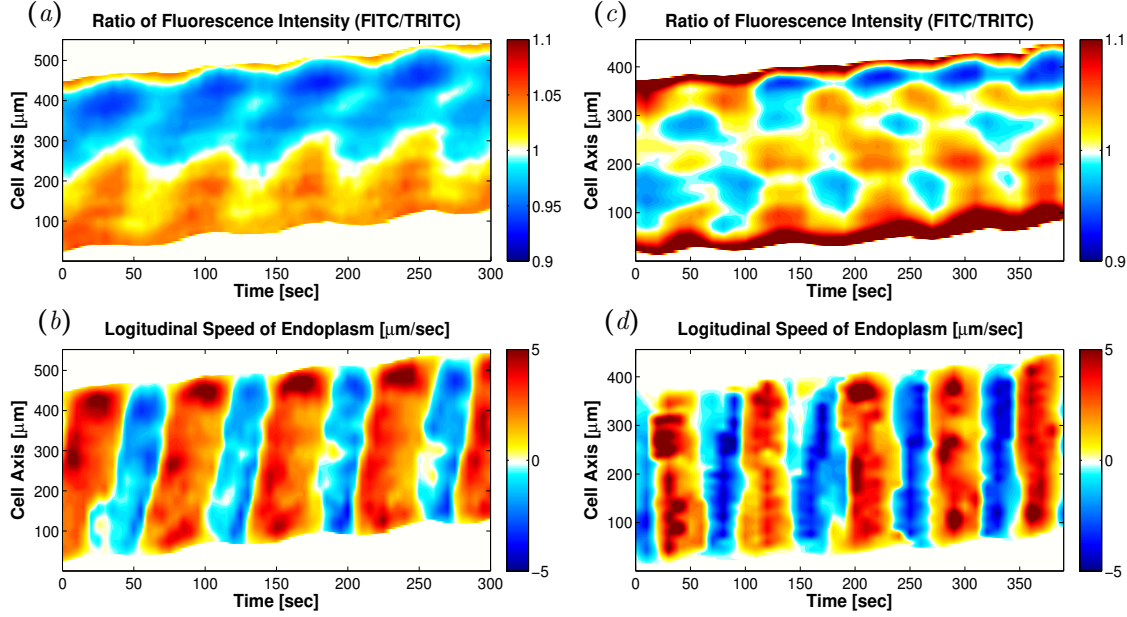 (a)
Ratio of Fluorescence Intensity (FITC/TRITC)
Cell Axis [μm]
500
400
300
200
100
0 50 100 150 200 250 300
Time [sec]
1.1
1.05
1
0.95
0.9
(c)
Ratio of Fluorescence Intensity (FITC/TRITC)
Cell Axis [μm]
400
300
200
100
0 50 100 150 200 250 300 350
Time [sec]
1.1
1
0.9
(b)
Logitudinal Speed of Endoplasm [μm/sec]
Cell Axis [μm]
500
400
300
200
100
0 50 100 150 200 250 300
Time [sec]
5
0
−5
(d)
Logitudinal Speed of Endoplasm [μm/sec]
Cell Axis [μm]
400
300
200
100
0 50 100 150 200 250 300 350
Time [sec]
5
0
−5